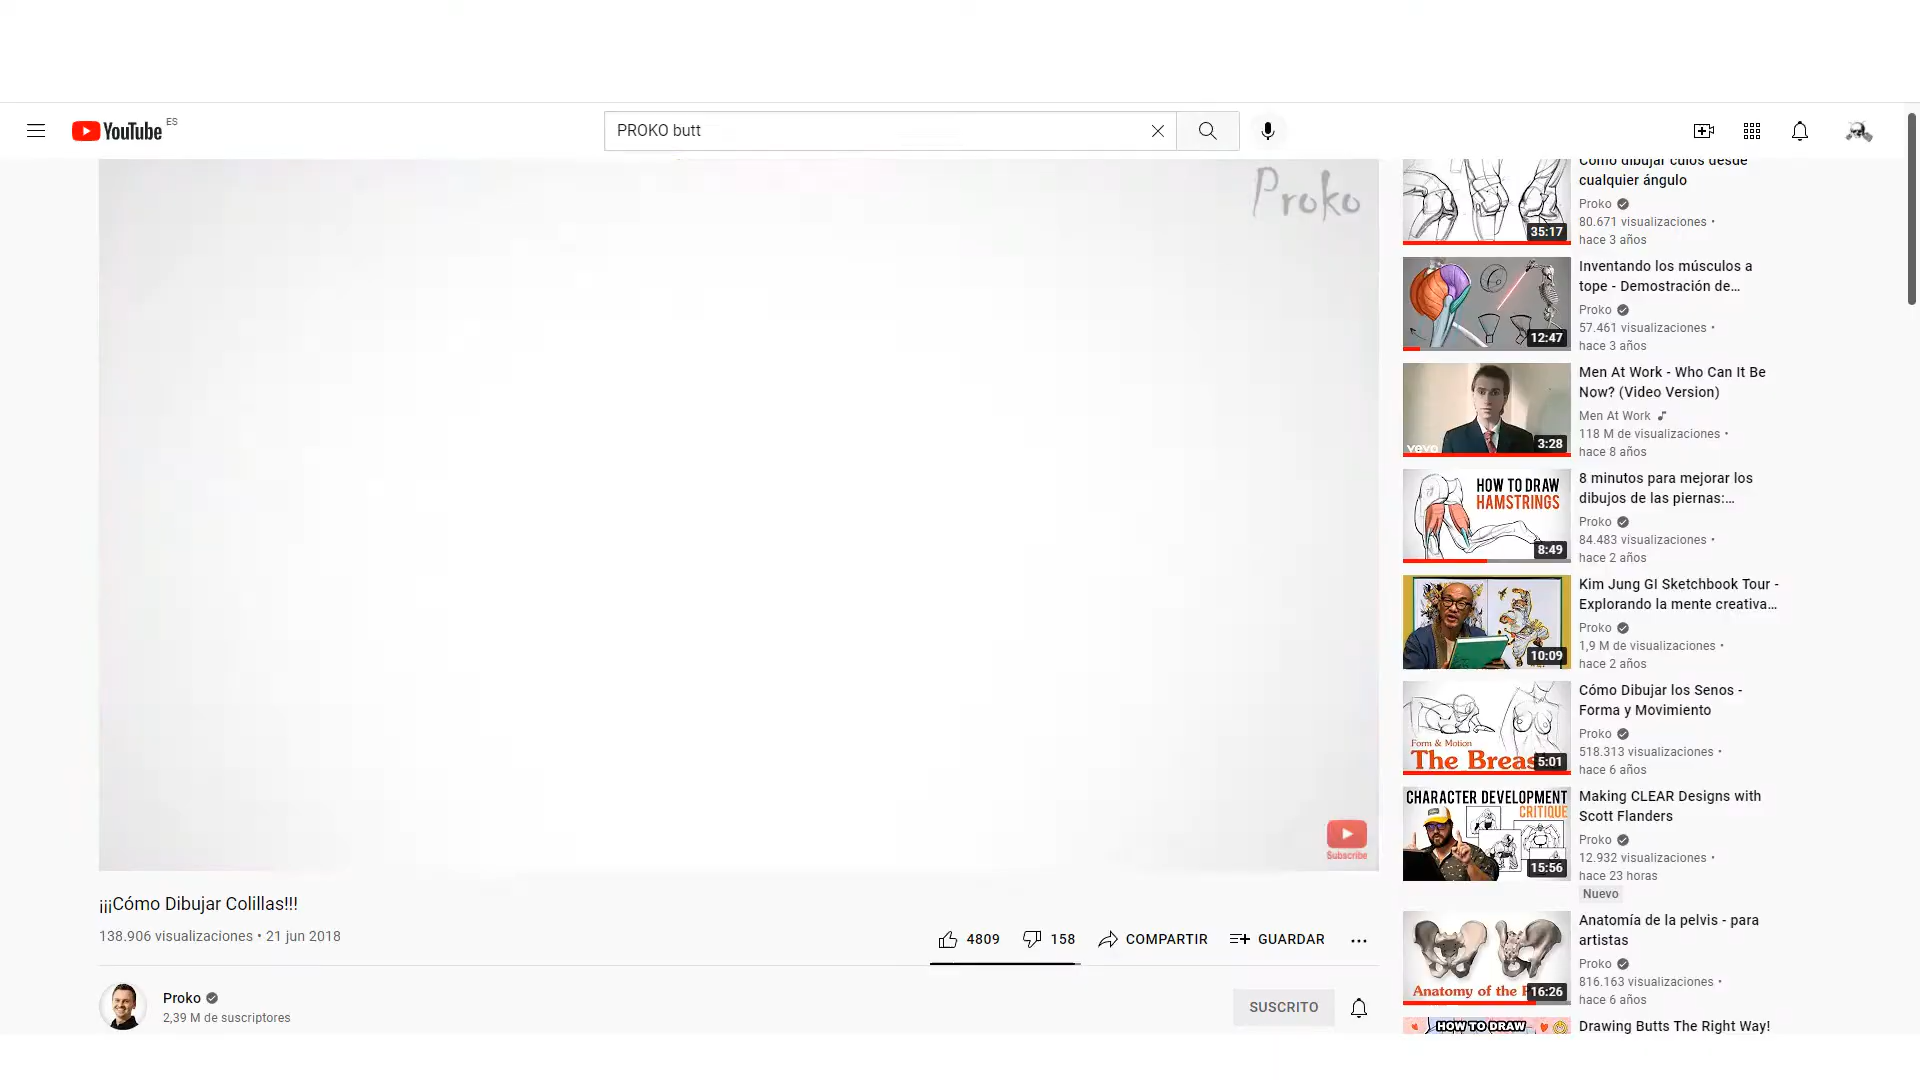 YouTube ES
PROKO butt
Proko
Subscribe
¡¡¡Cómo Dibujar Colillas!!!
138.906 visualizaciones • 21 jun 2018
4809
158
COMPARTIR
GUARDAR
Proko
2,39 M de suscriptores
SUSCRITO
Cómo dibujar culos desde
cualquier ángulo
Proko
80.671 visualizaciones •
hace 3 años
35:17
Inventando los músculos a
tope - Demostración de…
Proko
57.461 visualizaciones •
hace 3 años
12:47
Men At Work - Who Can It Be
Now? (Video Version)
Men At Work
118 M de visualizaciones •
hace 8 años
vevo
3:28
HOW TO DRAW
HAMSTRINGS
8:49
8 minutos para mejorar los
dibujos de las piernas:…
Proko
84.483 visualizaciones •
hace 2 años
10:09
Kim Jung GI Sketchbook Tour -
Explorando la mente creativa…
Proko
1,9 M de visualizaciones •
hace 2 años
Form & Motion
The Breas
5:01
Cómo Dibujar los Senos -
Forma y Movimiento
Proko
518.313 visualizaciones •
hace 6 años
CHARACTER DEVELOPMENT
CRITIQUE
15:56
Making CLEAR Designs with
Scott Flanders
Proko
12.932 visualizaciones •
hace 23 horas
Nuevo
Anatomy of the P
16:26
Anatomía de la pelvis - para
artistas
Proko
816.163 visualizaciones •
hace 6 años
HOW TO DRAW
Drawing Butts The Right Way!